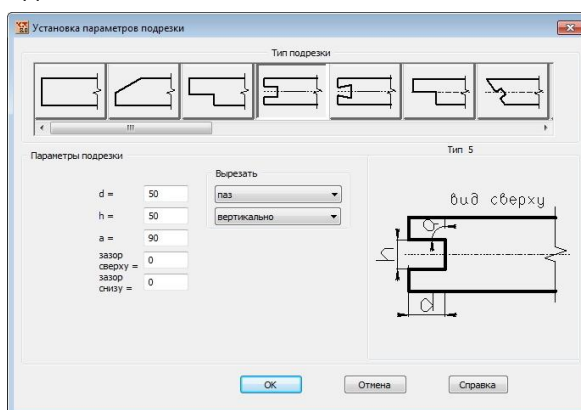 Установка параметров подрезки
Тип подрезки
Параметры подрезки
d = 50
h = 50
a = 90
зазор
сверху = 0
зазор
снизу = 0
Вырезать
паз
вертикально
Тип 5
вид сверху
a
h
d
OK
Отмена
Справка